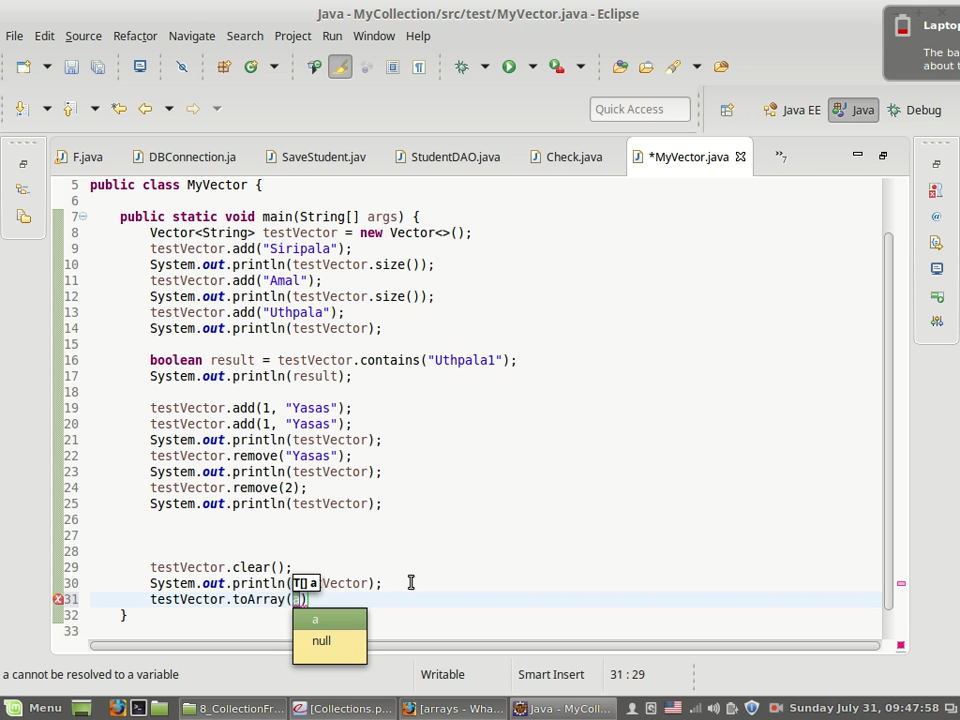 Java - MyCollection/src/test/MyVector.java - Eclipse
Laptop
The ba
about t
File Edit Source Refactor Navigate Search Project Run Window Help
Quick Access
Java EE
Java
Debug
F.java
DBConnection.ja
SaveStudent.jav
StudentDAO.java
Check.java
*MyVector.java
»7
5 public class MyVector {
6
7 public static void main(String[] args) {
8 Vector<String> testVector = new Vector<>();
9 testVector.add("Siripala");
10 System.out.println(testVector.size());
11 testVector.add("Amal");
12 System.out.println(testVector.size());
13 testVector.add("Uthpala");
14 System.out.println(testVector);
15
16 boolean result = testVector.contains("Uthpala1");
17 System.out.println(result);
18
19 testVector.add(1, "Yasas");
20 testVector.add(1, "Yasas");
21 System.out.println(testVector);
22 testVector.remove("Yasas");
23 System.out.println(testVector);
24 testVector.remove(2);
25 System.out.println(testVector);
26
27
28
29 testVector.clear();
30 System.out.println( Vector);
T[] a
31 testVector.toArray( )
a
32 }
null
33
a cannot be resolved to a variable
Writable
Smart Insert
31 : 29
Menu
8_CollectionFr...
[Collections.p...
[arrays - Wha...
Java - MyColl...
Sunday July 31, 09:47:58